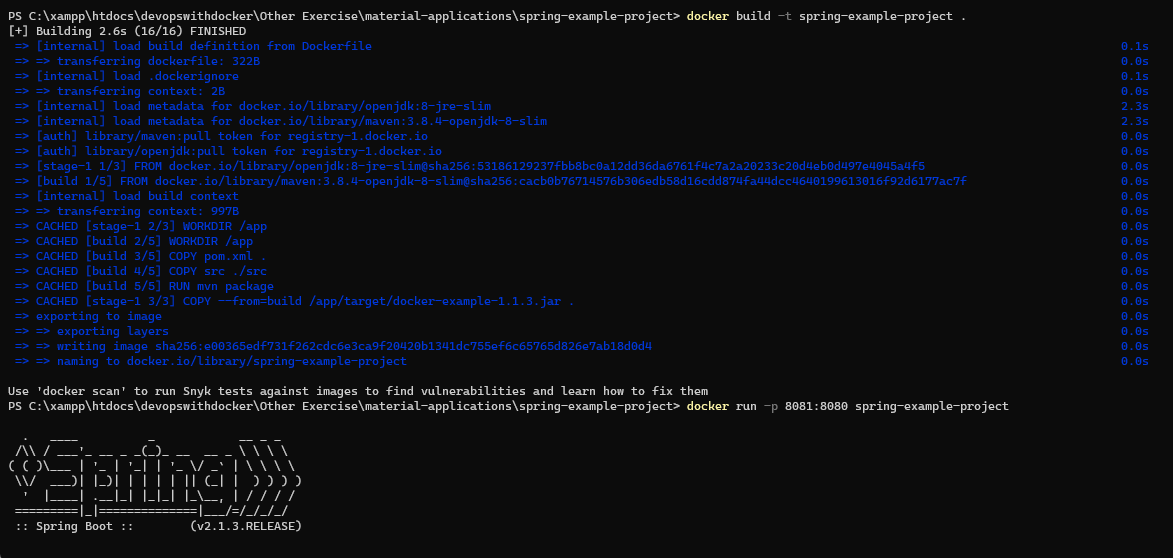 PS C:\xampp\htdocs\devopswithdocker\Other Exercise\material-applications\spring-example-project> docker build -t spring-example-project .
[+] Building 2.6s (16/16) FINISHED
 => [internal] load build definition from Dockerfile 0.1s
 => => transferring dockerfile: 322B 0.0s
 => [internal] load .dockerignore 0.1s
 => => transferring context: 2B 0.0s
 => [internal] load metadata for docker.io/library/openjdk:8-jre-slim 2.3s
 => [internal] load metadata for docker.io/library/maven:3.8.4-openjdk-8-slim 2.3s
 => [auth] library/maven:pull token for registry-1.docker.io 0.0s
 => [auth] library/openjdk:pull token for registry-1.docker.io 0.0s
 => [stage-1 1/3] FROM docker.io/library/openjdk:8-jre-slim@sha256:53186129237fbb8bc0a12dd36da6761f4c7a2a20233c20d4eb0d497e4045a4f5 0.0s
 => [build 1/5] FROM docker.io/library/maven:3.8.4-openjdk-8-slim@sha256:cacb0b76714576b306edb58d16cdd874fa44dcc4640199613016f92d6177ac7f 0.0s
 => [internal] load build context 0.0s
 => => transferring context: 997B 0.0s
 => CACHED [stage-1 2/3] WORKDIR /app 0.0s
 => CACHED [build 2/5] WORKDIR /app 0.0s
 => CACHED [build 3/5] COPY pom.xml . 0.0s
 => CACHED [build 4/5] COPY src ./src 0.0s
 => CACHED [build 5/5] RUN mvn package 0.0s
 => CACHED [stage-1 3/3] COPY --from=build /app/target/docker-example-1.1.3.jar . 0.0s
 => exporting to image 0.0s
 => => exporting layers 0.0s
 => => writing image sha256:e00365edf731f262cdc6e3ca9f20420b1341dc755ef6c65765d826e7ab18d0d4 0.0s
 => => naming to docker.io/library/spring-example-project 0.0s
Use 'docker scan' to run Snyk tests against images to find vulnerabilities and learn how to fix them
PS C:\xampp\htdocs\devopswithdocker\Other Exercise\material-applications\spring-example-project> docker run -p 8081:8080 spring-example-project
  .   ____          _            __ _ _
 /\\ / ___'_ __ _ _(_)_ __  __ _ \ \ \ \
( ( )\___ | '_ | '_| | '_ \/ _` | \ \ \ \
 \\/  ___)| |_)| | | | | || (_| |  ) ) ) )
  '  |____| .__|_| |_|_| |_\__, | / / / /
 =========|_|==============|___/=/_/_/_/
 :: Spring Boot ::        (v2.1.3.RELEASE)